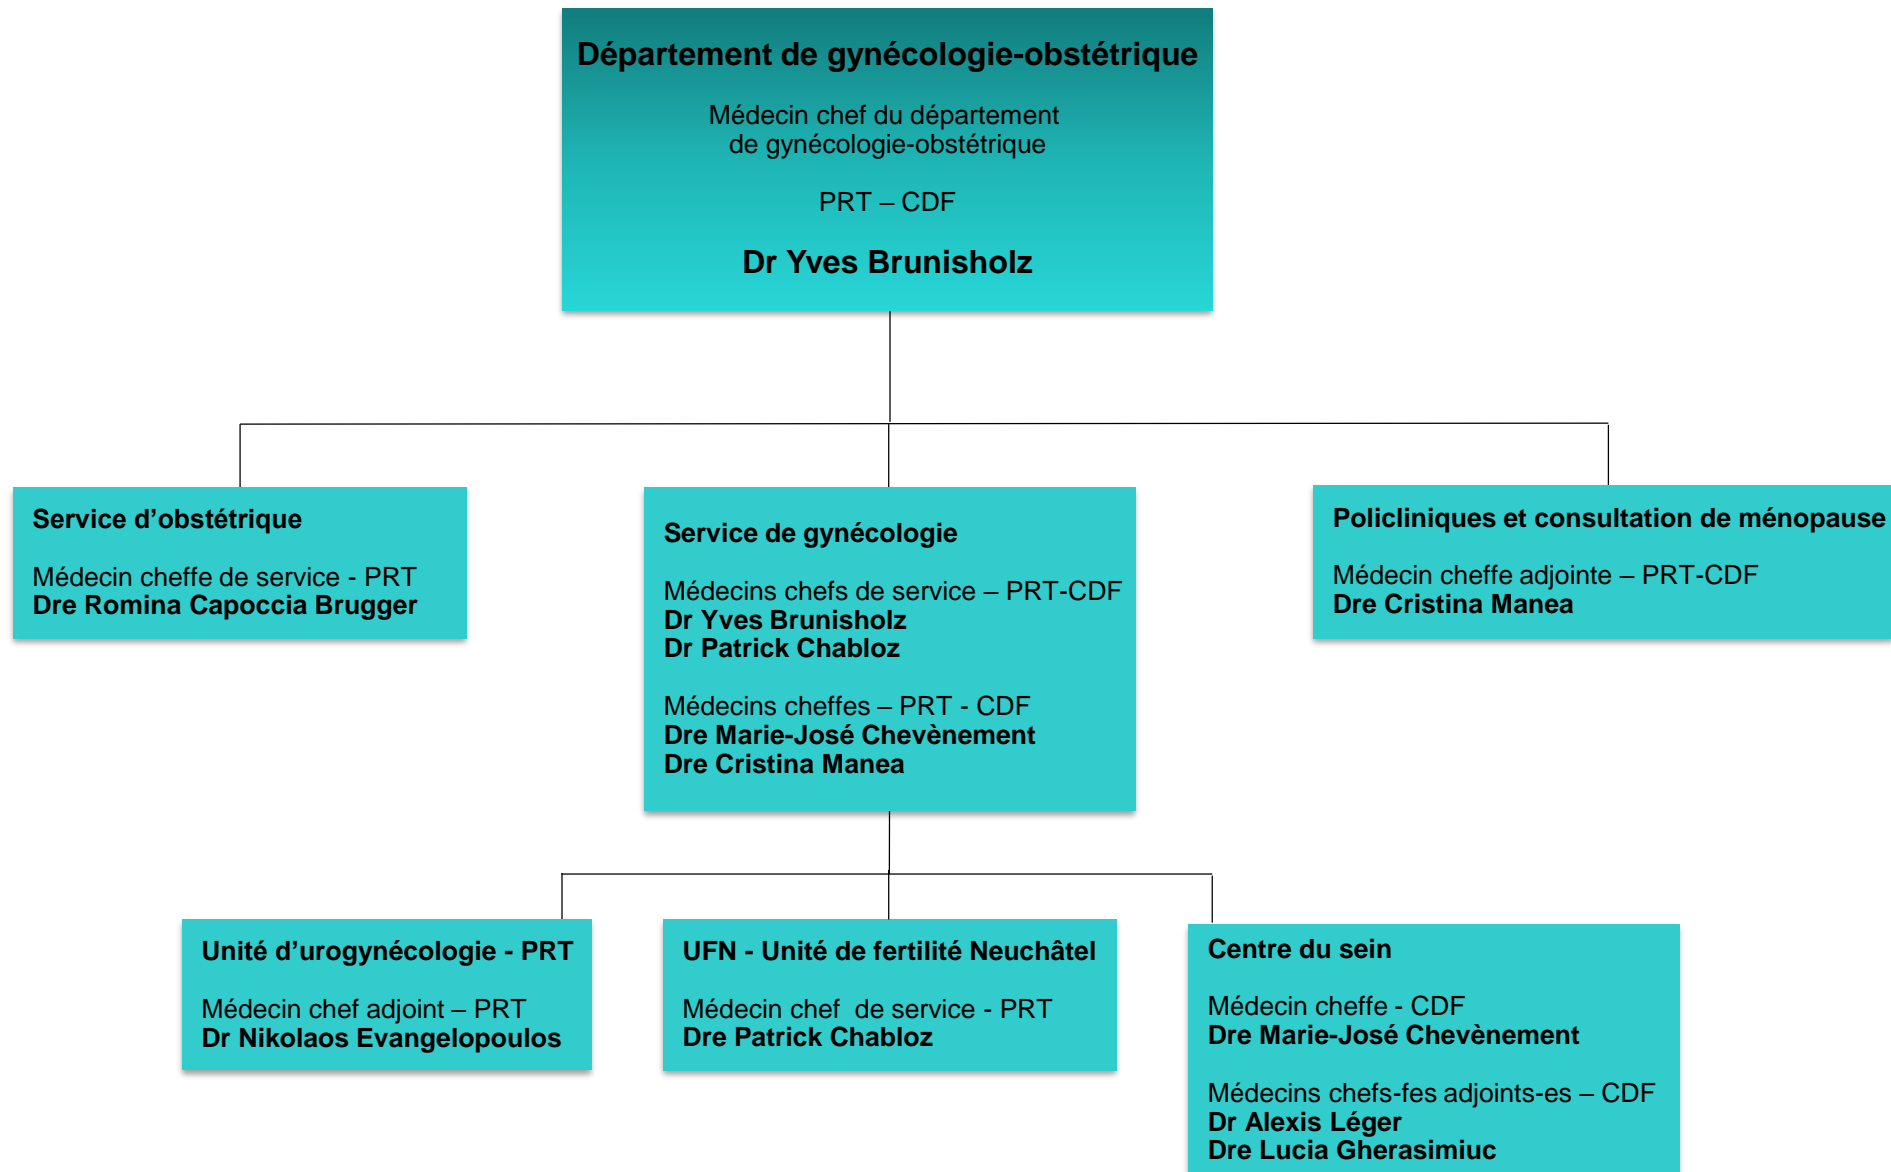 Département de gynécologie-obstétrique
Médecin chef du département
de gynécologie-obstétrique
PRT – CDF
Dr Yves Brunisholz
Service d’obstétrique
Médecin cheffe de service - PRT
Dre Romina Capoccia Brugger
Service de gynécologie
Médecins chefs de service – PRT-CDF
Dr Yves Brunisholz
Dr Patrick Chabloz
Médecins cheffes – PRT - CDF
Dre Marie-José Chevènement
Dre Cristina Manea
Policliniques et consultation de ménopause
Médecin cheffe adjointe – PRT-CDF
Dre Cristina Manea
Unité d’urogynécologie - PRT
Médecin chef adjoint – PRT
Dr Nikolaos Evangelopoulos
UFN - Unité de fertilité Neuchâtel
Médecin chef  de service - PRT
Dre Patrick Chabloz
Centre du sein
Médecin cheffe - CDF
Dre Marie-José Chevènement
Médecins chefs-fes adjoints-es – CDF
Dr Alexis Léger
Dre Lucia Gherasimiuc